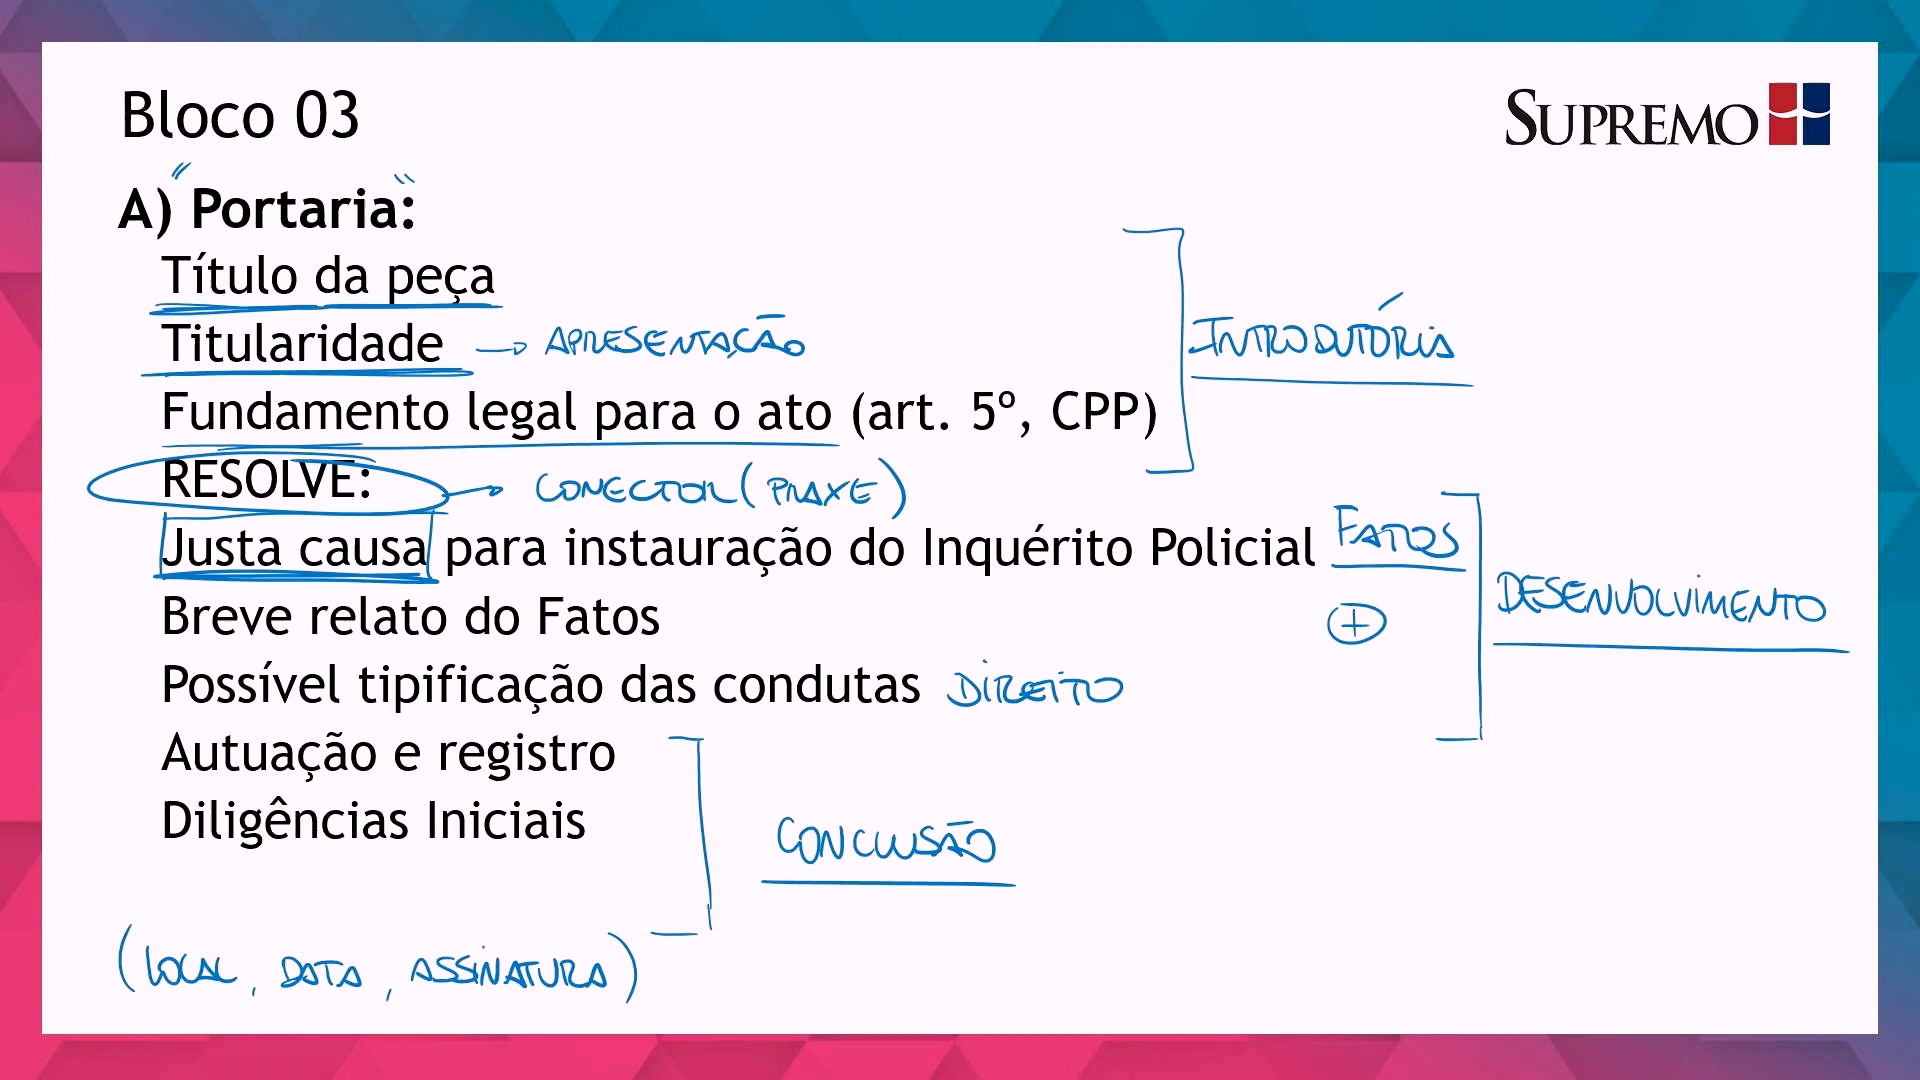 Bloco 03
SUPREMO
A) "Portaria:"
Título da peça
Titularidade → APRESENTAÇÃO
Fundamento legal para o ato (art. 5º, CPP)
INTRODUTÓRIA
RESOLVE: → CONECTOR (PRAXE)
Justa causa para instauração do Inquérito Policial FATOS
DESENVOLVIMENTO
Breve relato do Fatos +
Possível tipificação das condutas DIREITO
Autuação e registro
Diligências Iniciais
CONCLUSÃO
(LOCAL, DATA, ASSINATURA)